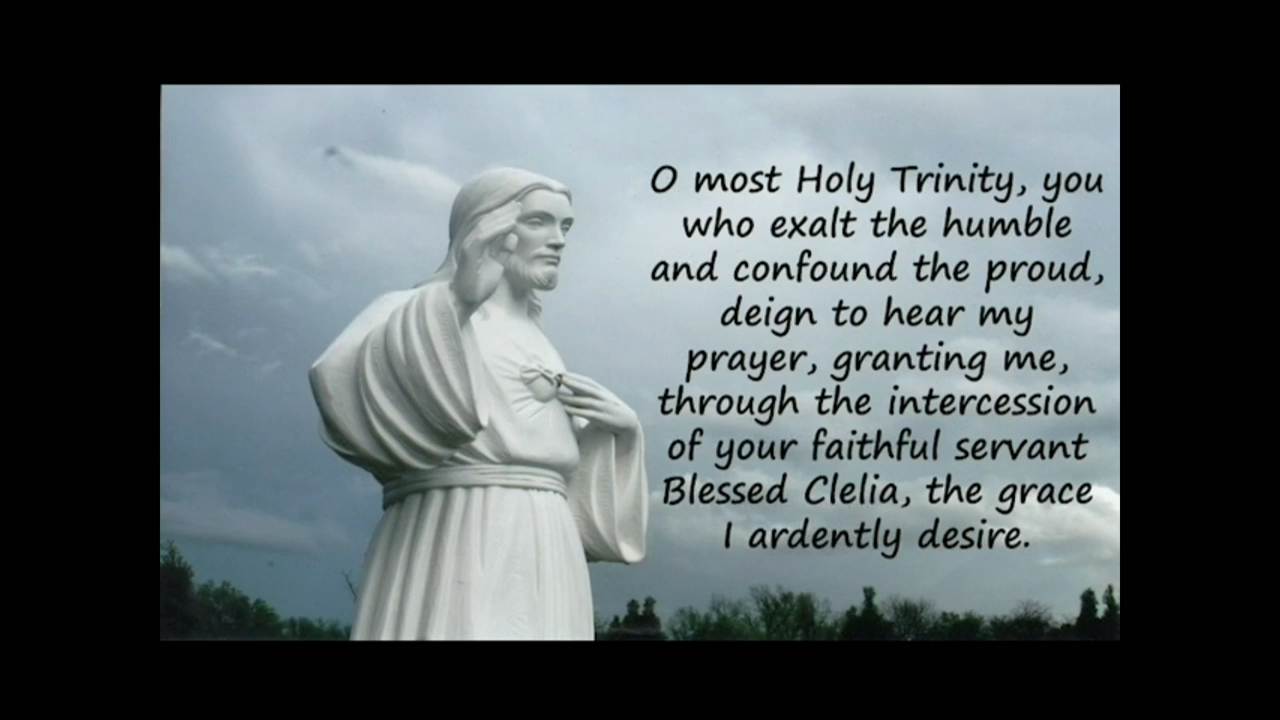 O most Holy Trinity, you
who exalt the humble
and confound the proud,
deign to hear my
prayer, granting me,
through the intercession
of your faithful servant
Blessed Clelia, the grace
I ardently desire.